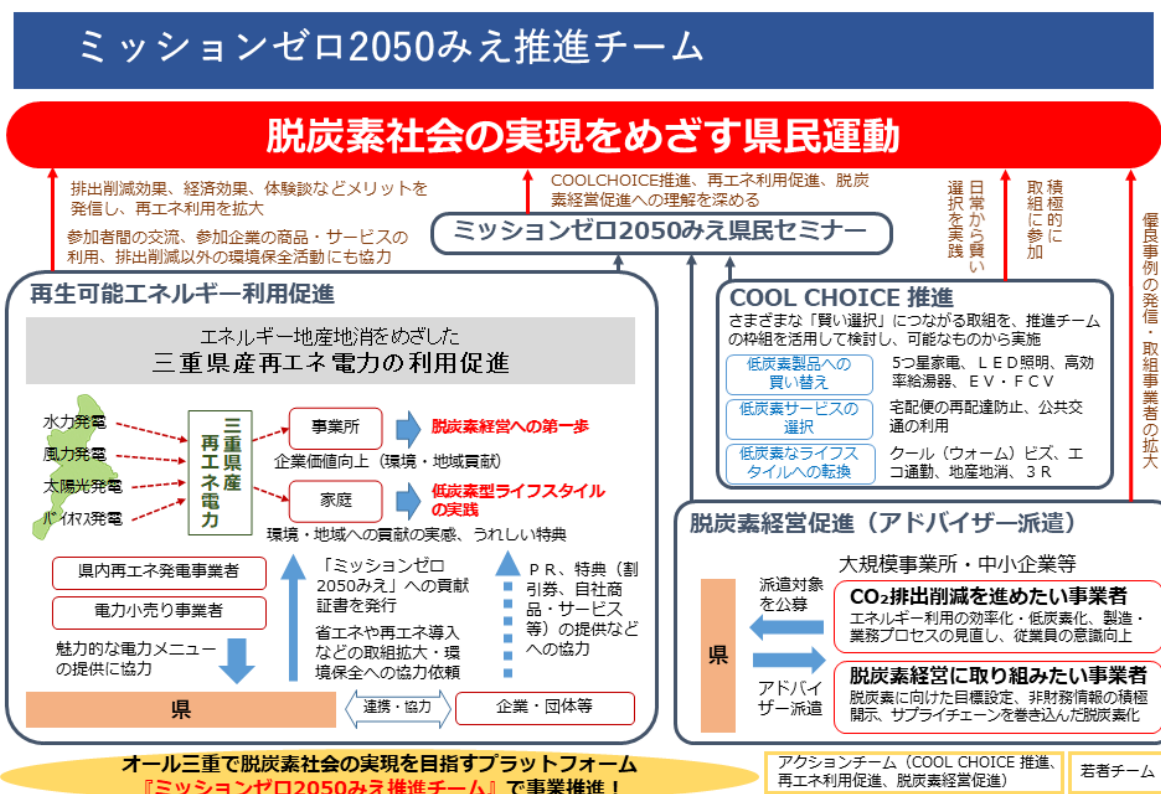 ミッションゼロ2050みえ推進チーム
脱炭素社会の実現をめざす県民運動
排出削減効果、経済効果、体験談などメリットを
発信し、再エネ利用を拡大
参加者間の交流、参加企業の商品・サービスの
利用、排出削減以外の環境保全活動にも協力
COOLCHOICE推進、再エネ利用促進、脱炭
素経営促進への理解を深める
ミッションゼロ2050みえ県民セミナー
日常から賢い
選択を実践
積極的に
取組に参加
優良事例の発信・取組事業者の拡大
再生可能エネルギー利用促進
エネルギー地産地消をめざした
三重県産再エネ電力の利用促進
水力発電
風力発電
太陽光発電
バイオマス発電
三重県産
再エネ電力
事業所
脱炭素経営への第一歩
企業価値向上（環境・地域貢献）
家庭
低炭素型ライフスタイル
の実践
環境・地域への貢献の実感、うれしい特典
県内再エネ発電事業者
電力小売り事業者
魅力的な電力メニュー
の提供に協力
「ミッションゼロ
2050みえ」への貢献
証書を発行
省エネや再エネ導入
などの取組拡大・環
境保全への協力依頼
ＰＲ、特典（割
引券、自社商
品・サービス
等）の提供など
への協力
県
連携・協力
企業・団体等
COOL CHOICE 推進
さまざまな「賢い選択」につながる取組を、推進チーム
の枠組を活用して検討し、可能なものから実施
低炭素製品への
買い替え
5つ星家電、ＬＥＤ照明、高効
率給湯器、ＥＶ・ＦＣＶ
低炭素サービスの
選択
宅配便の再配達防止、公共交
通の利用
低炭素なライフス
タイルへの転換
クール（ウォーム）ビズ、エ
コ通勤、地産地消、３Ｒ
脱炭素経営促進（アドバイザー派遣）
大規模事業所・中小企業等
県
派遣対象
を公募
CO₂排出削減を進めたい事業者
エネルギー利用の効率化・低炭素化、製造・
業務プロセスの見直し、従業員の意識向上
アドバイ
ザー派遣
脱炭素経営に取り組みたい事業者
脱炭素に向けた目標設定、非財務情報の積極
開示、サプライチェーンを巻き込んだ脱炭素化
オール三重で脱炭素社会の実現を目指すプラットフォーム
『ミッションゼロ2050みえ推進チーム』で事業推進！
アクションチーム（COOL CHOICE 推進、
再エネ利用促進、脱炭素経営促進）
若者チーム